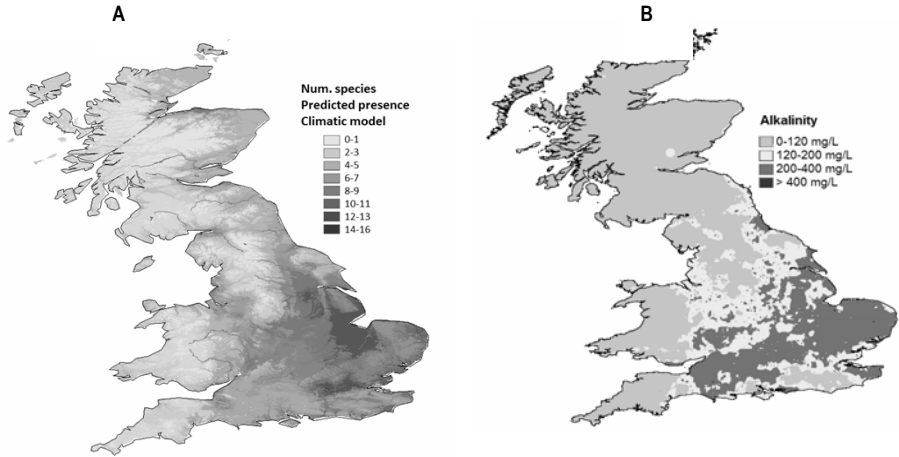 A
B
Num. species
Predicted presence
Climatic model
0-1
2-3
4-5
6-7
8-9
10-11
12-13
14-16
Alkalinity
0-120 mg/L
120-200 mg/L
200-400 mg/L
> 400 mg/L